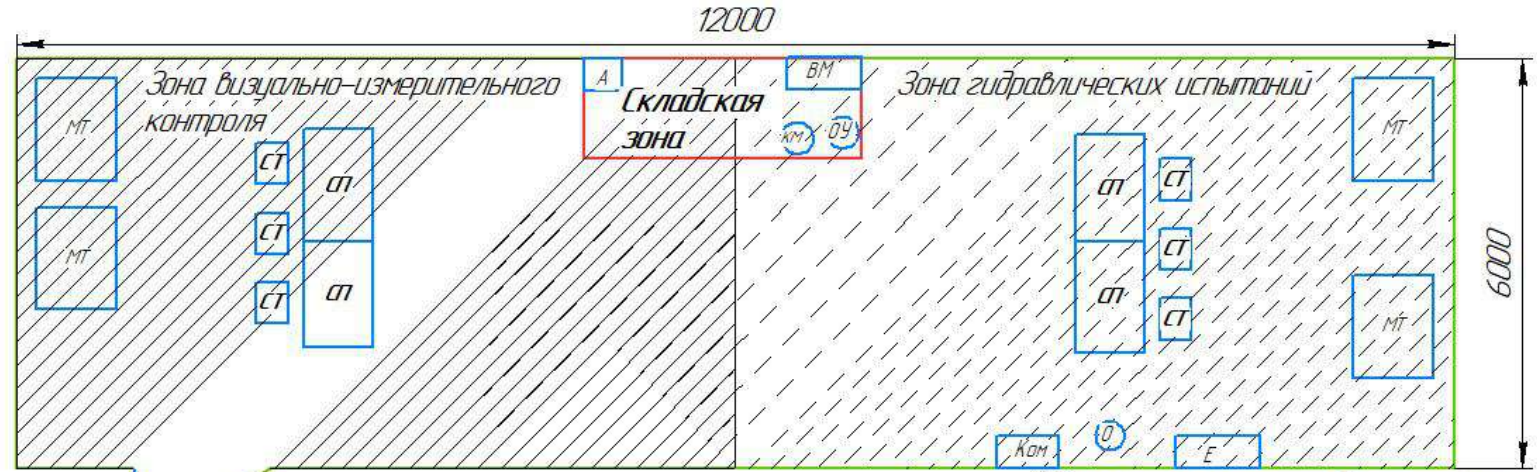 12000
Зона визуально-измерительного
контроля
А
Складская
зона
ВМ
КМ
ОУ
Зона гидравлических испытаний
МТ
МТ
СТ
СТ
СТ
СП
СП
СП
СП
СТ
СТ
СТ
МТ
МТ
6000
Ком
О
Е